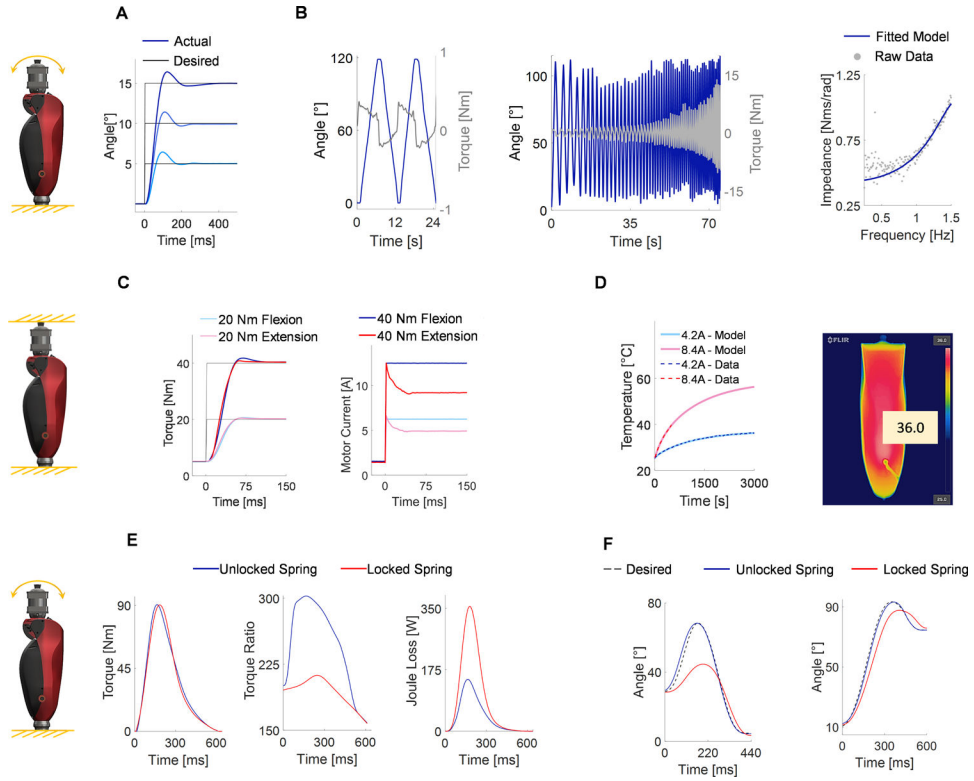 A
Actual
Desired
15
10
5
Angle[°]
0
200
400
Time [ms]
B
120
60
0
Angle [°]
1
0
-1
Torque [Nm]
0
12
24
Time [s]
100
50
0
Angle [°]
15
0
-15
Torque [Nm]
0
35
70
Time [s]
Fitted Model
Raw Data
1.25
0.75
0.25
Impedance [Nms/rad]
0.5
1
1.5
Frequency [Hz]
C
20 Nm Flexion
20 Nm Extension
40
20
0
Torque [Nm]
0
75
150
Time [ms]
40 Nm Flexion
40 Nm Extension
10
5
0
Motor Current [A]
0
75
150
Time [ms]
D
4.2A - Model
8.4A - Model
4.2A - Data
8.4A - Data
60
40
20
Temperature [°C]
0
1500
3000
Time [s]
FLIR
36.0
E
Unlocked Spring
Locked Spring
90
45
0
Torque [Nm]
0
300
600
Time [ms]
300
225
150
Torque Ratio
0
300
600
Time [ms]
350
175
0
Joule Loss [W]
0
300
600
Time [ms]
F
Desired
Unlocked Spring
Locked Spring
80
40
0
Angle [°]
0
220
440
Time [ms]
90
50
10
Angle [°]
0
300
600
Time [ms]